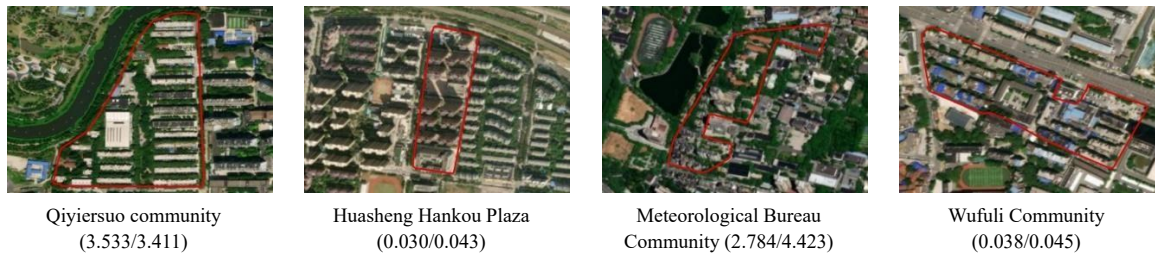 Qiyiersuo community
(3.533/3.411)
Huasheng Hankou Plaza
(0.030/0.043)
Meteorological Bureau
Community (2.784/4.423)
Wufuli Community
(0.038/0.045)